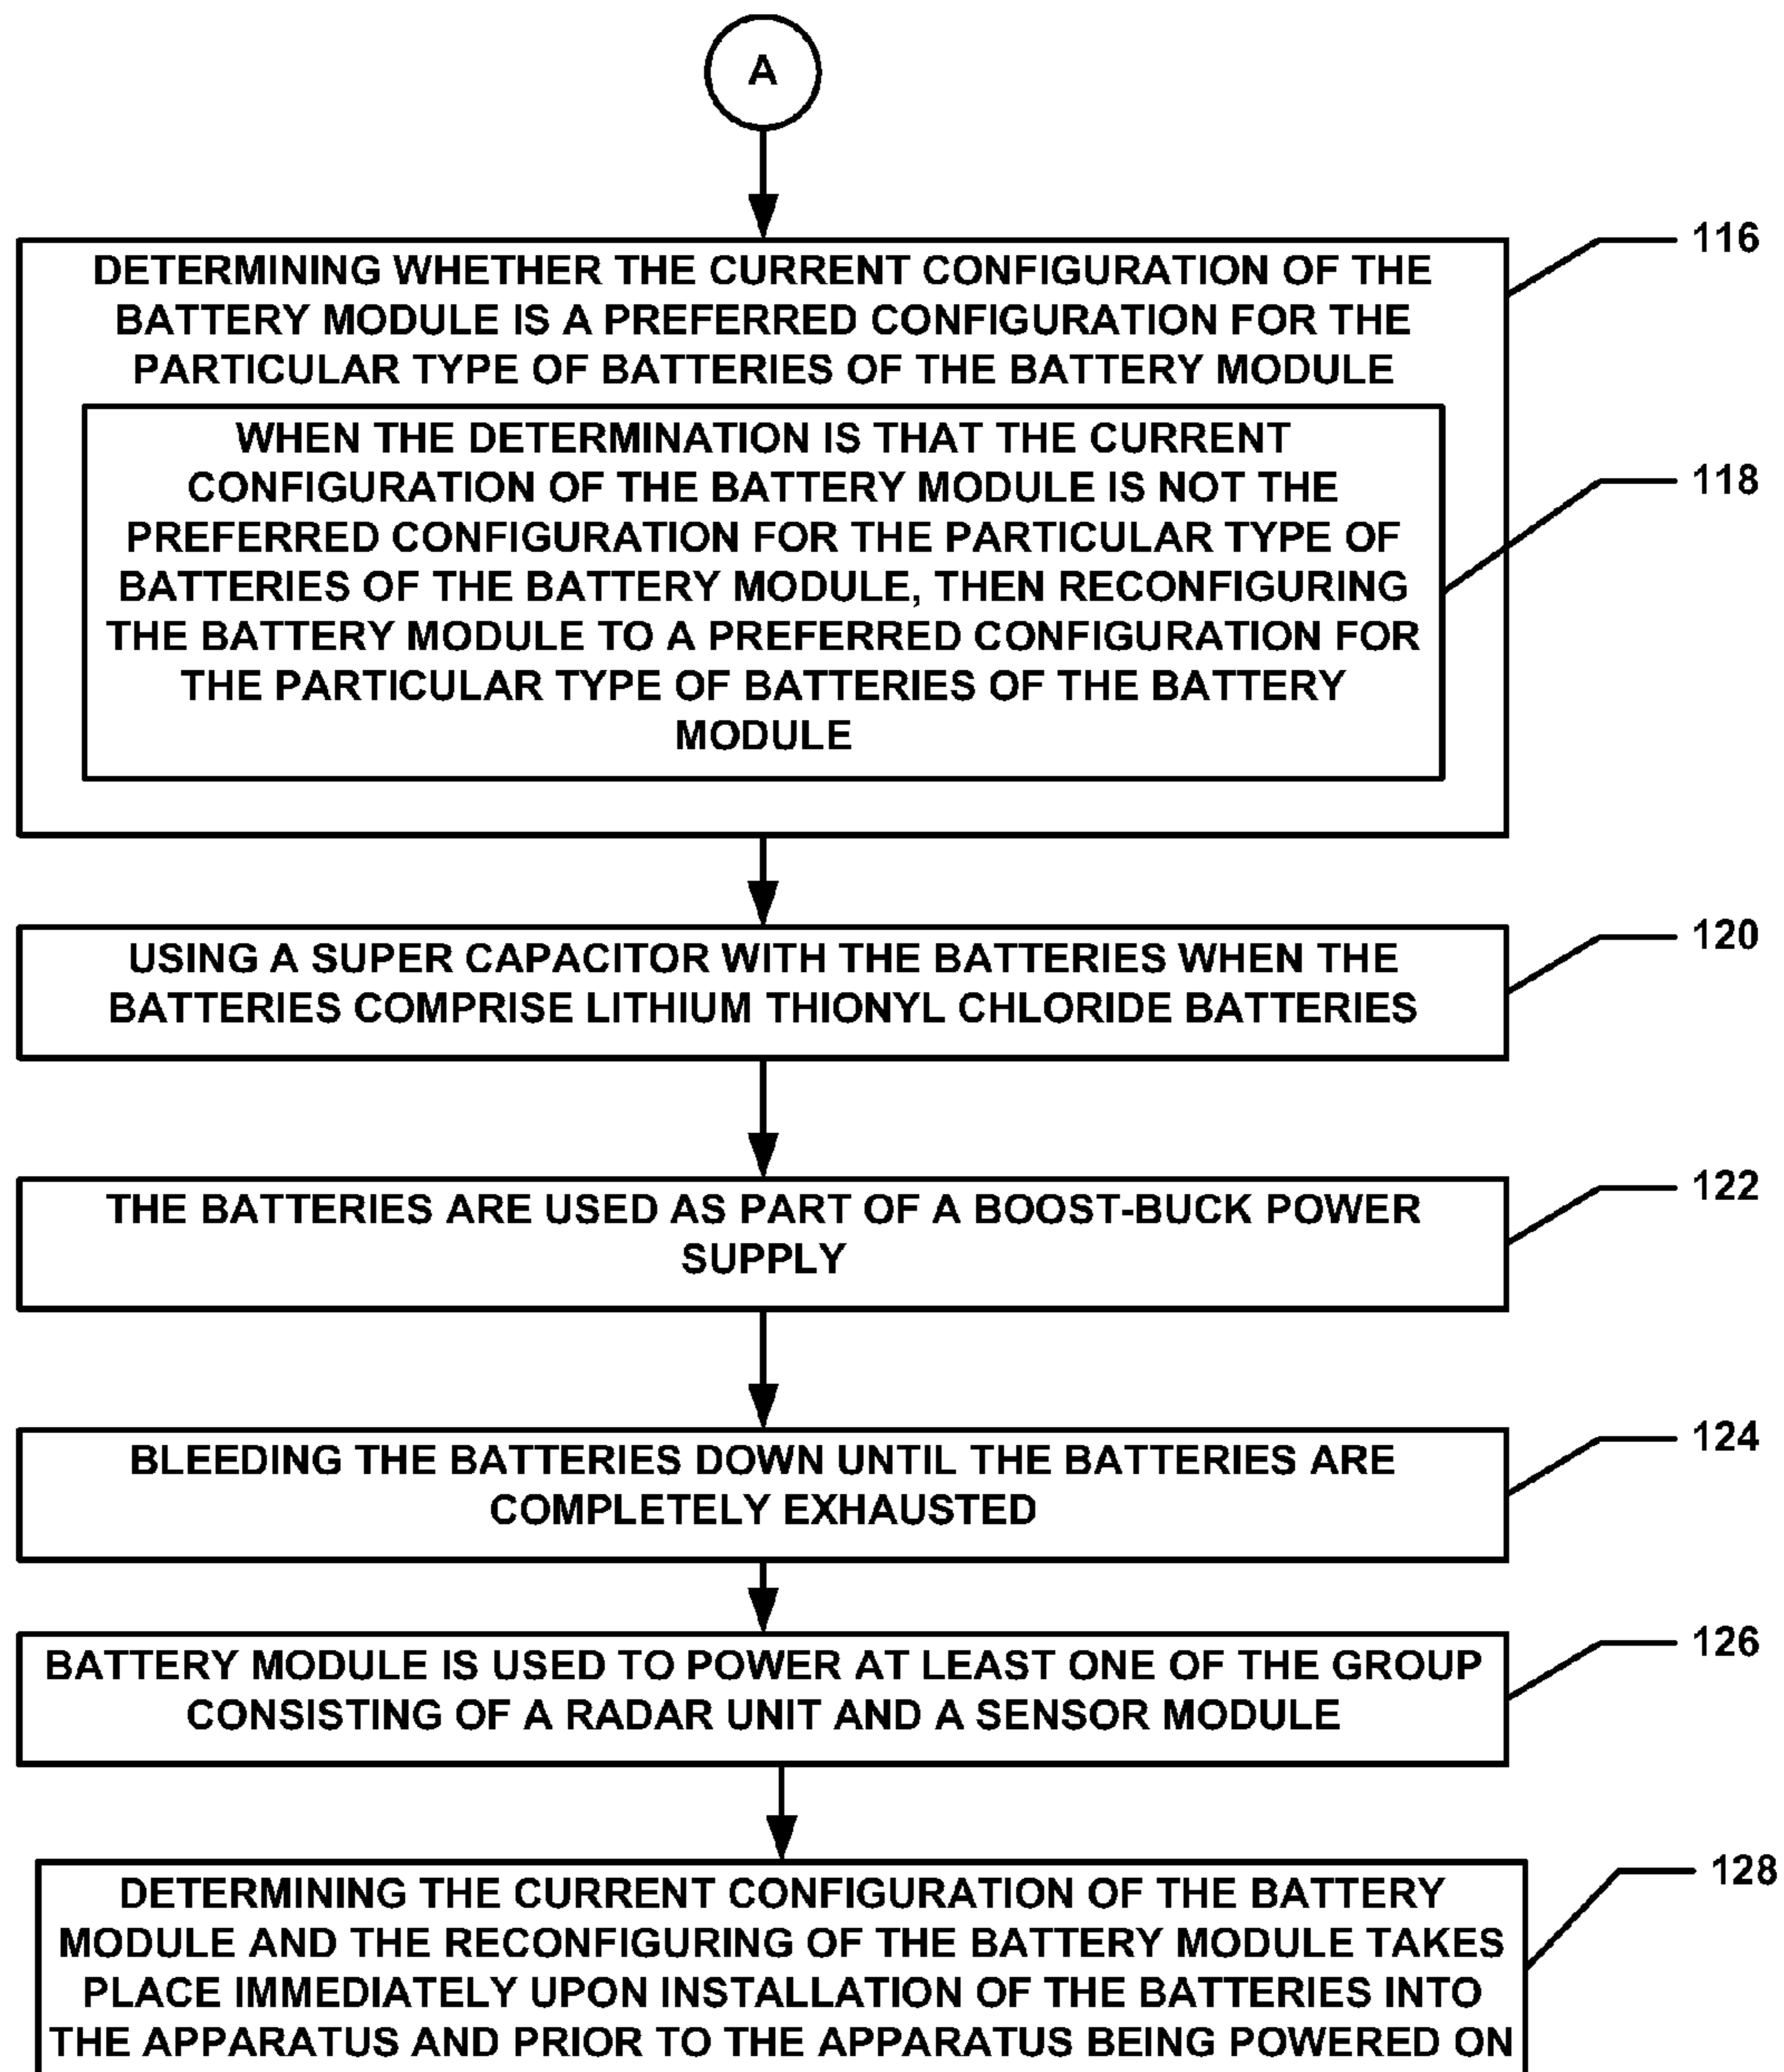 A
116
DETERMINING WHETHER THE CURRENT CONFIGURATION OF THE
BATTERY MODULE IS A PREFERRED CONFIGURATION FOR THE
PARTICULAR TYPE OF BATTERIES OF THE BATTERY MODULE
118
WHEN THE DETERMINATION IS THAT THE CURRENT
CONFIGURATION OF THE BATTERY MODULE IS NOT THE
PREFERRED CONFIGURATION FOR THE PARTICULAR TYPE OF
BATTERIES OF THE BATTERY MODULE, THEN RECONFIGURING
THE BATTERY MODULE TO A PREFERRED CONFIGURATION FOR
THE PARTICULAR TYPE OF BATTERIES OF THE BATTERY
MODULE
120
USING A SUPER CAPACITOR WITH THE BATTERIES WHEN THE
BATTERIES COMPRISE LITHIUM THIONYL CHLORIDE BATTERIES
122
THE BATTERIES ARE USED AS PART OF A BOOST-BUCK POWER
SUPPLY
124
BLEEDING THE BATTERIES DOWN UNTIL THE BATTERIES ARE
COMPLETELY EXHAUSTED
126
BATTERY MODULE IS USED TO POWER AT LEAST ONE OF THE GROUP
CONSISTING OF A RADAR UNIT AND A SENSOR MODULE
128
DETERMINING THE CURRENT CONFIGURATION OF THE BATTERY
MODULE AND THE RECONFIGURING OF THE BATTERY MODULE TAKES
PLACE IMMEDIATELY UPON INSTALLATION OF THE BATTERIES INTO
THE APPARATUS AND PRIOR TO THE APPARATUS BEING POWERED ON